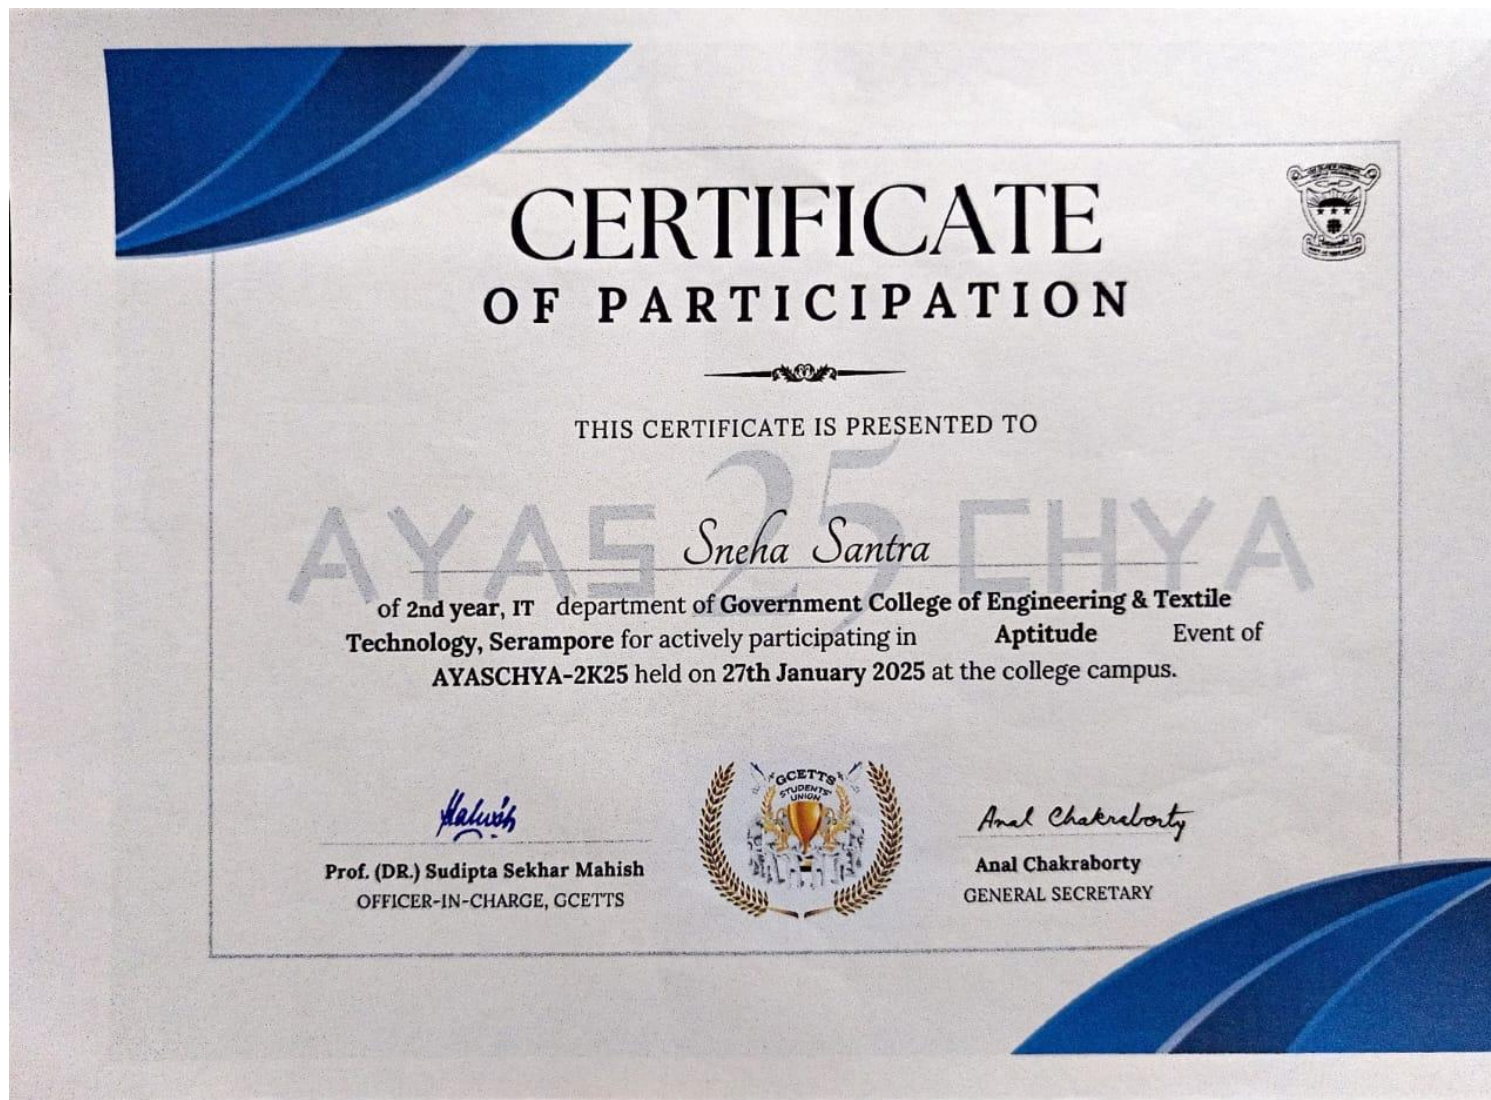 CERTIFICATE
OF PARTICIPATION
THIS CERTIFICATE IS PRESENTED TO
AYAS 25 CHYA
Sneha Santra
of 2nd year, IT department of Government College of Engineering & Textile
Technology, Serampore for actively participating in Aptitude Event of
AYASCHYA-2K25 held on 27th January 2025 at the college campus.
GCETTS
STUDENTS'
UNION
Mahish
Anal Chakraborty
Prof. (DR.) Sudipta Sekhar Mahish
OFFICER-IN-CHARGE, GCETTS
Anal Chakraborty
GENERAL SECRETARY